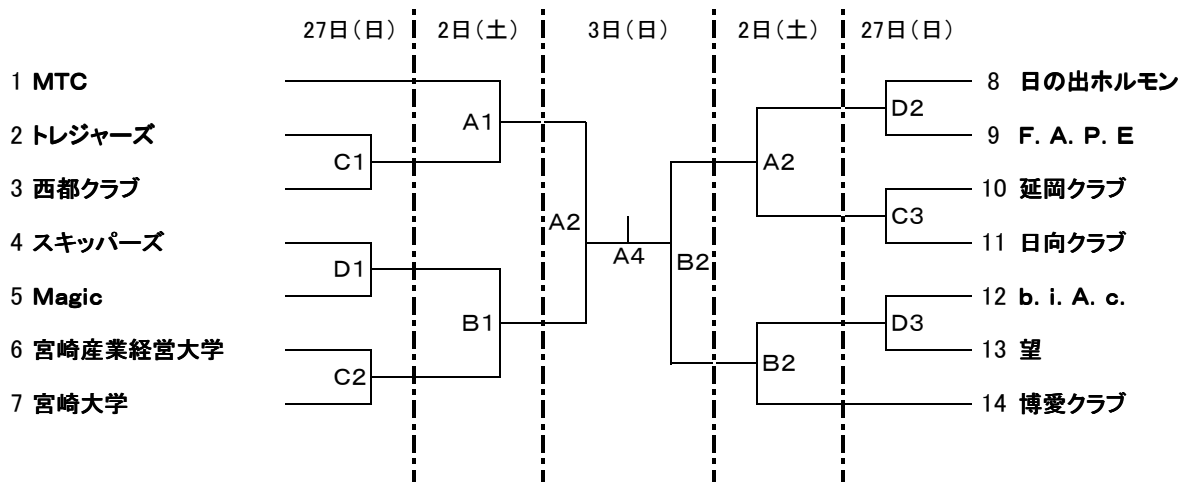 27日(日) 2日(土) 3日(日) 2日(土) 27日(日)
1 MTC
2 トレジャーズ
3 西都クラブ
4 スキッパーズ
5 Magic
6 宮崎産業経営大学
7 宮崎大学
C1
D1
C2
A1
B1
A2
A4
B2
A2
B2
D2
C3
D3
8 日の出ホルモン
9 F.A.P.E
10 延岡クラブ
11 日向クラブ
12 b.i.A.c.
13 望
14 博愛クラブ